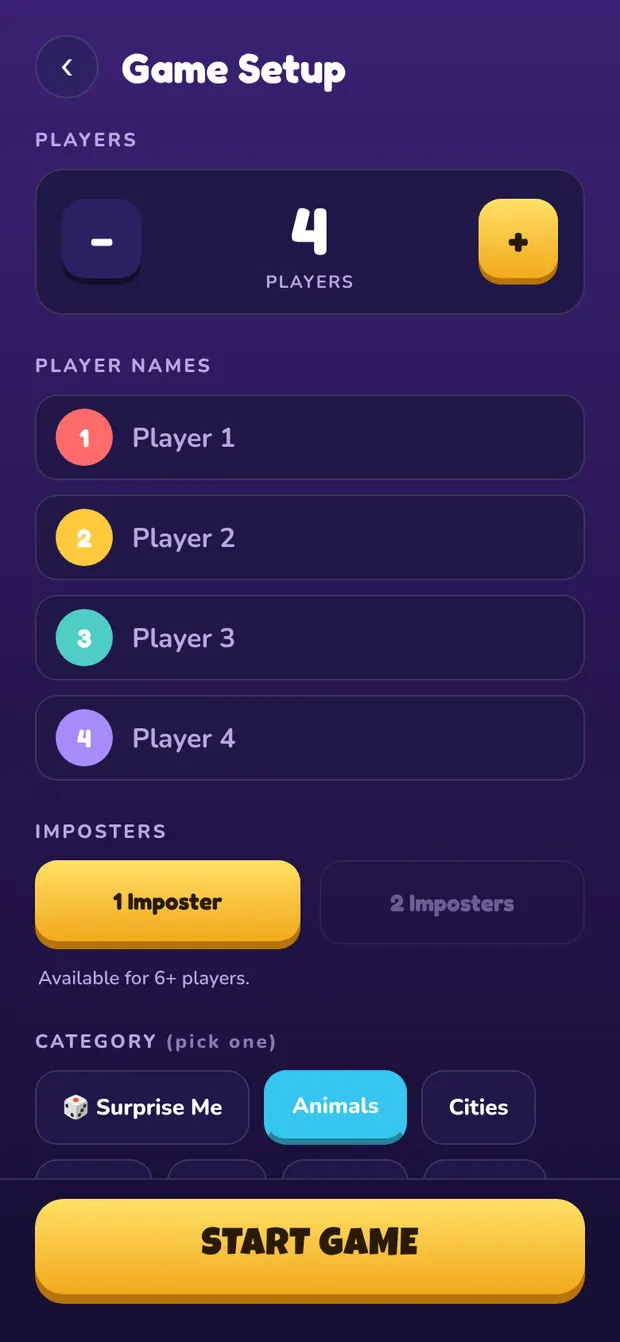 Game Setup
PLAYERS
4
PLAYERS
PLAYER NAMES
1 Player 1
2 Player 2
3 Player 3
4 Player 4
IMPOSTERS
1 Imposter 2 Imposters
Available for 6+ players.
CATEGORY (pick one)
Surprise Me Animals Cities
START GAME